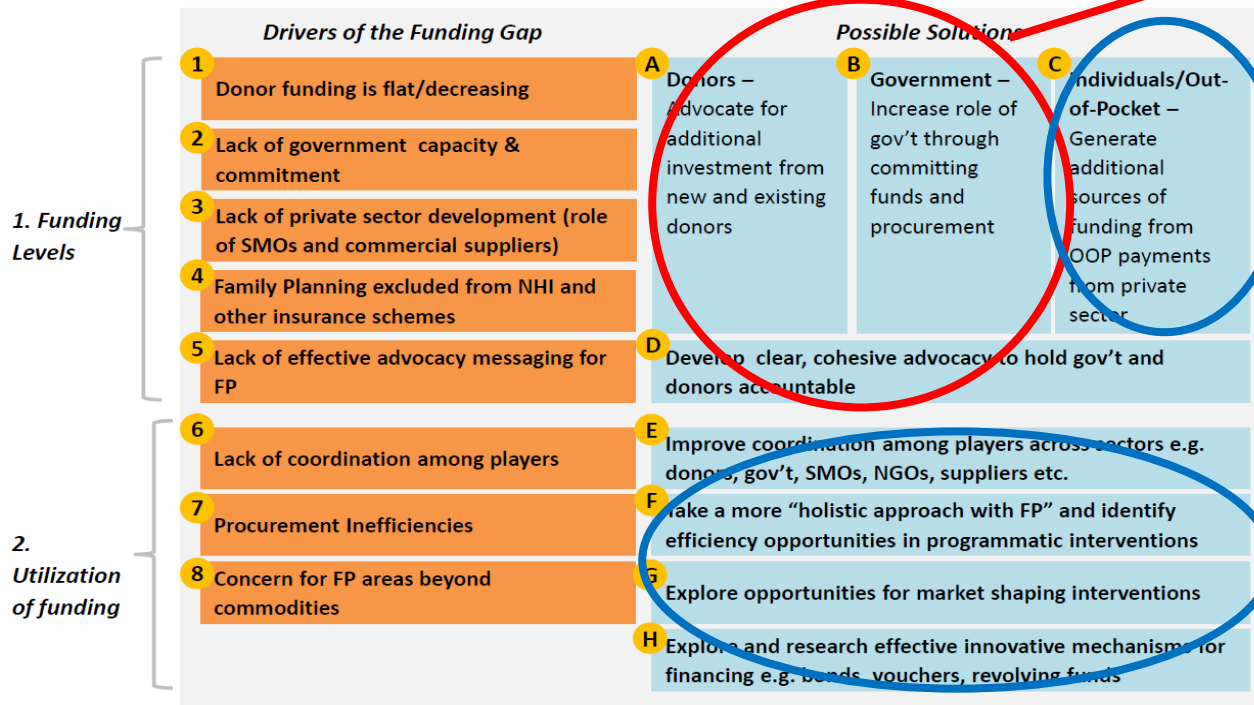 Drivers of the Funding Gap
Possible Solutions
1. Funding
Levels
1
Donor funding is flat/decreasing
2
Lack of government capacity &
commitment
3
Lack of private sector development (role
of SMOs and commercial suppliers)
4
Family Planning excluded from NHI and
other insurance schemes
5
Lack of effective advocacy messaging for
FP
A
Donors –
Advocate for
additional
investment from
new and existing
donors
B
Government –
Increase role of
gov't through
committing
funds and
procurement
C
Individuals/Out-
of-Pocket –
Generate
additional
sources of
funding from
OOP payments
from private
sector
D
Develop clear, cohesive advocacy to hold gov't and
donors accountable
2.
Utilization
of funding
6
Lack of coordination among players
7
Procurement Inefficiencies
8
Concern for FP areas beyond
commodities
E
Improve coordination among players across sectors e.g.
donors, gov't, SMOs, NGOs, suppliers etc.
F
Take a more “holistic approach with FP” and identify
efficiency opportunities in programmatic interventions
G
Explore opportunities for market shaping interventions
H
Explore and research effective innovative mechanisms for
financing e.g. bonds, vouchers, revolving funds